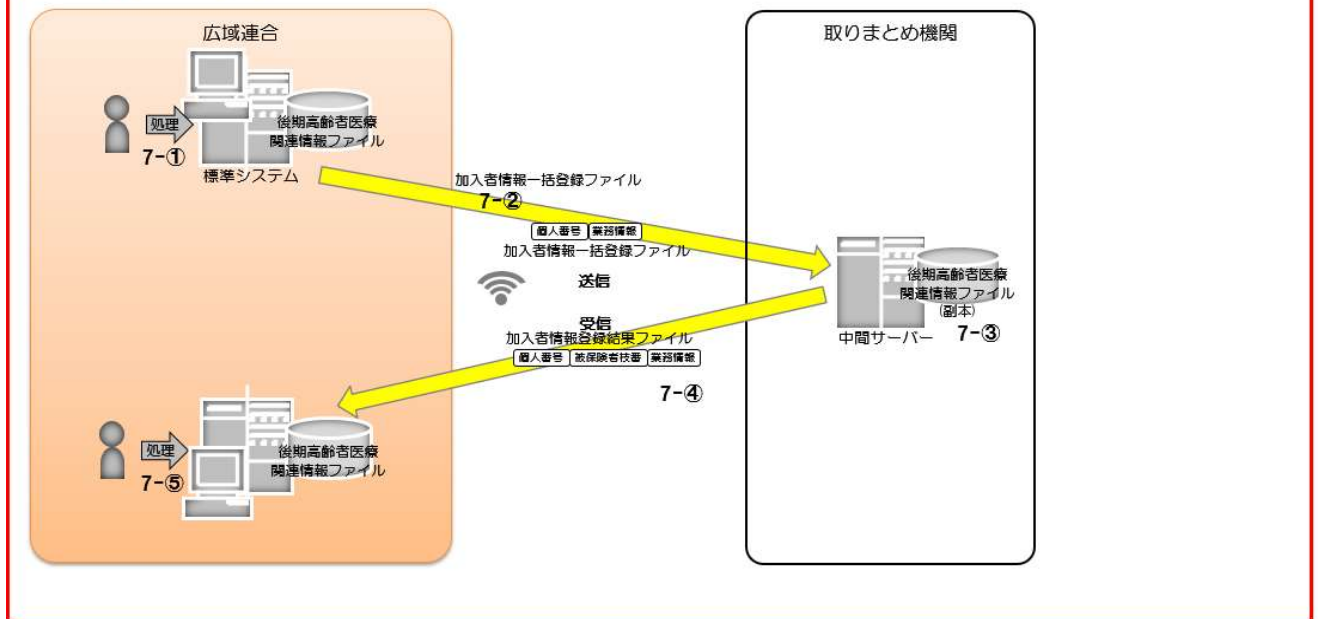 広域連合
取りまとめ機関
処理
7-①
後期高齢者医療
関連情報ファイル
標準システム
加入者情報一括登録ファイル
7-②
個人番号 業務情報
加入者情報一括登録ファイル
送信
後期高齢者医療
関連情報ファイル
(副本)
中間サーバー
7-③
受信
加入者情報登録結果ファイル
個人番号 被保険者枝番 業務情報
7-④
処理
7-⑤
後期高齢者医療
関連情報ファイル